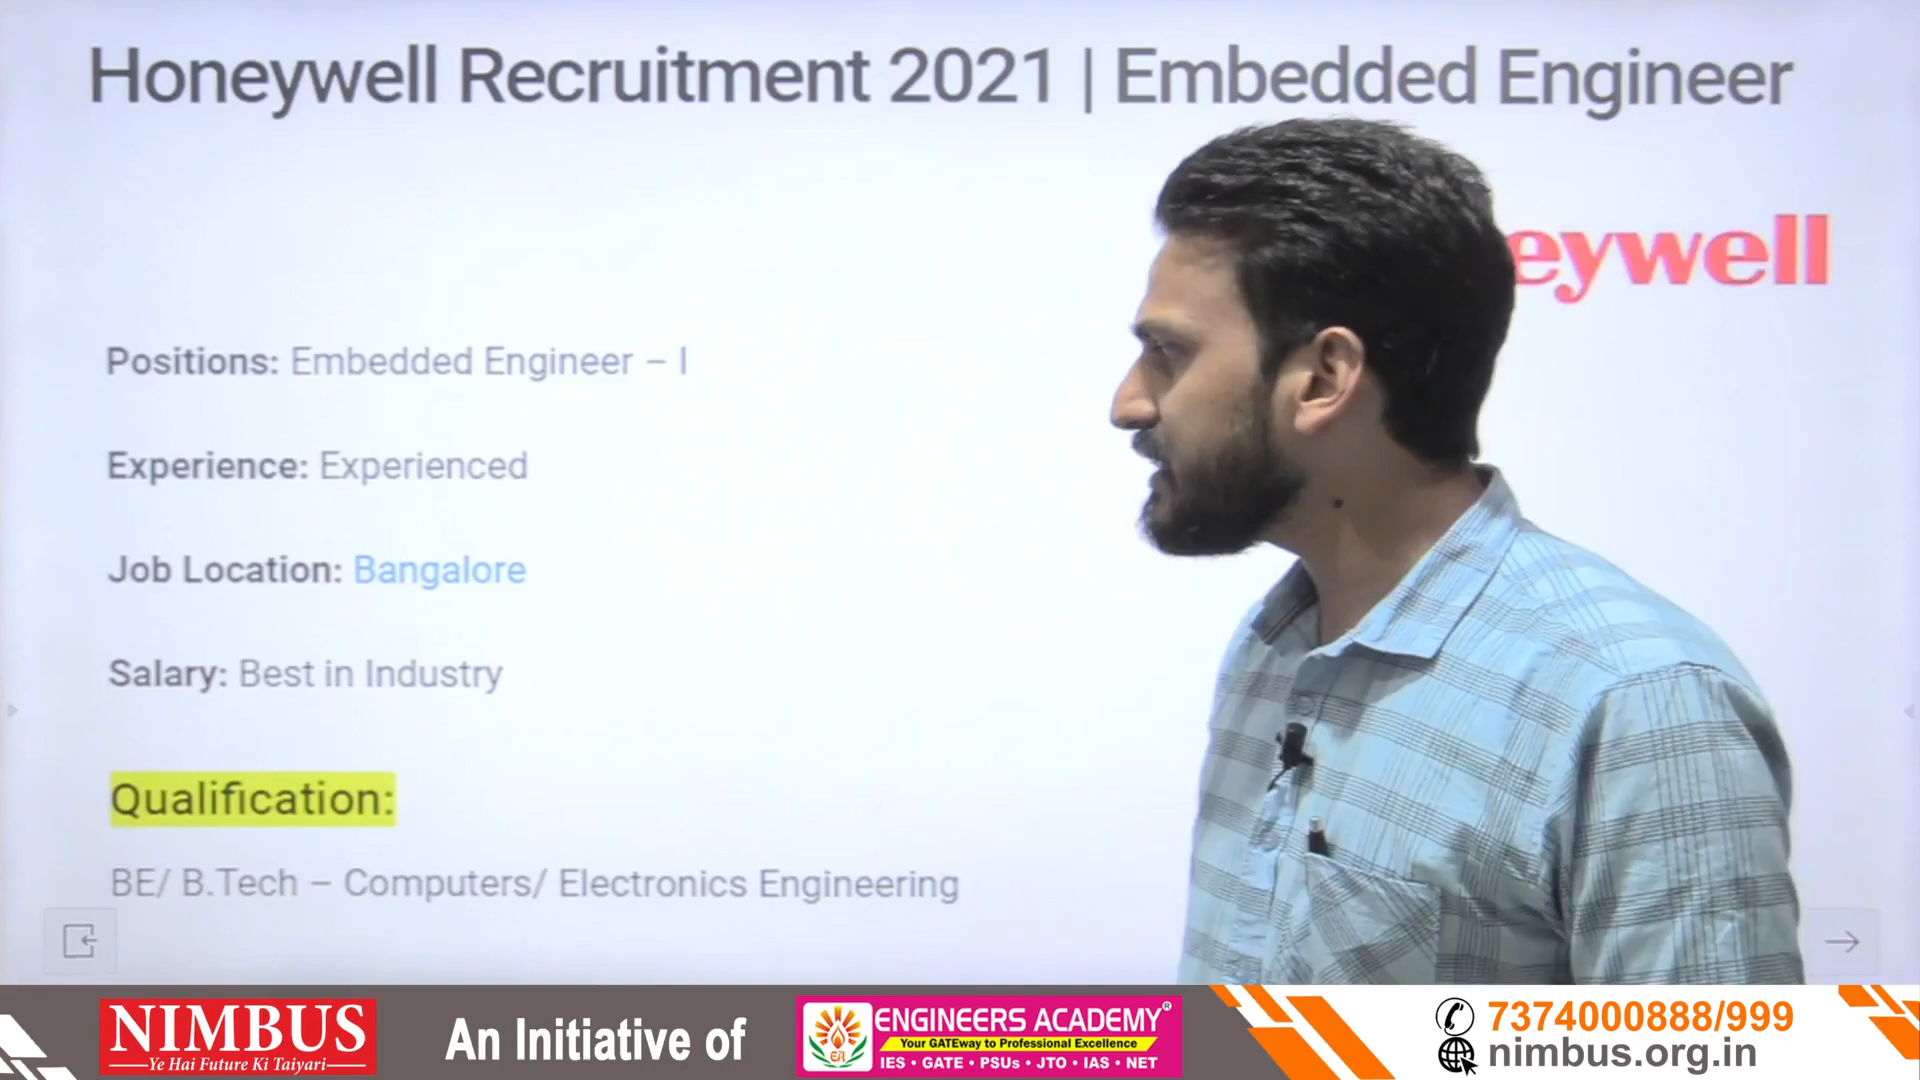 Honeywell Recruitment 2021 | Embedded Engineer
eywell
Positions: Embedded Engineer – I
Experience: Experienced
Job Location: Bangalore
Salary: Best in Industry
Qualification:
BE/ B.Tech – Computers/ Electronics Engineering
NIMBUS
Ye Hai Future Ki Taiyari
An Initiative of
ENGINEERS ACADEMY®
Your GATEway to Professional Excellence
IES • GATE • PSUs • JTO • IAS • NET
EA
7374000888/999
nimbus.org.in